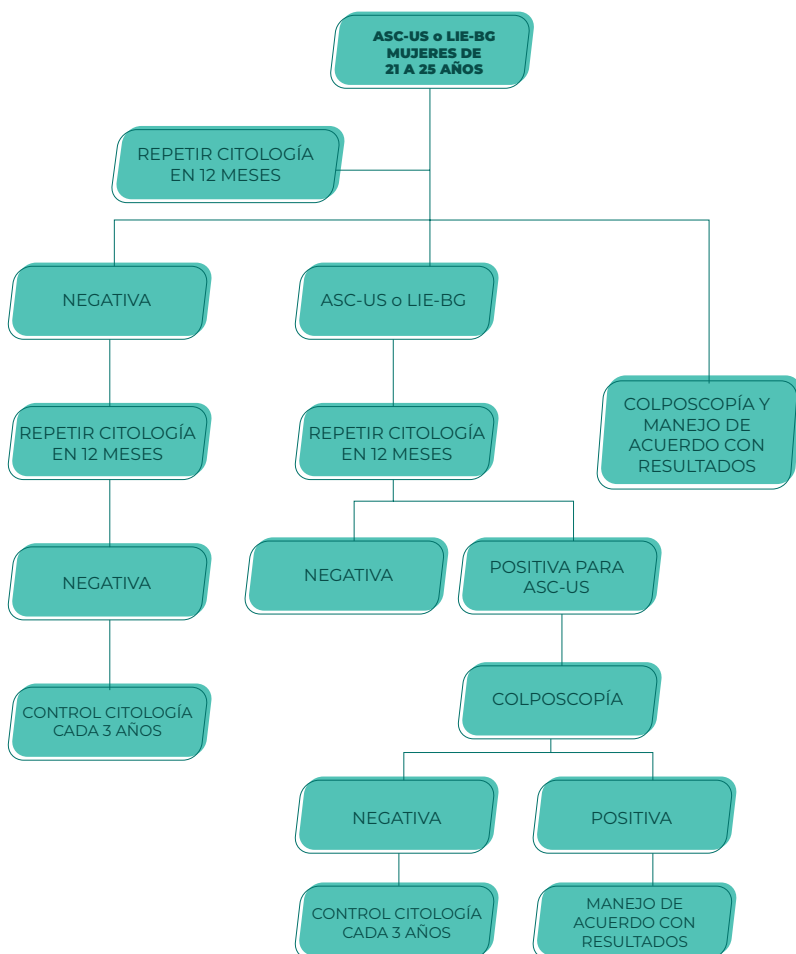 ASC-US o LIE-BG
MUJERES DE
21 A 25 AÑOS
REPETIR CITOLOGÍA
EN 12 MESES
NEGATIVA
ASC-US o LIE-BG
COLPOSCOPÍA Y
MANEJO DE
ACUERDO CON
RESULTADOS
REPETIR CITOLOGÍA
EN 12 MESES
REPETIR CITOLOGÍA
EN 12 MESES
NEGATIVA
NEGATIVA
POSITIVA PARA
ASC-US
CONTROL CITOLOGÍA
CADA 3 AÑOS
COLPOSCOPÍA
NEGATIVA
POSITIVA
CONTROL CITOLOGÍA
CADA 3 AÑOS
MANEJO DE
ACUERDO CON
RESULTADOS